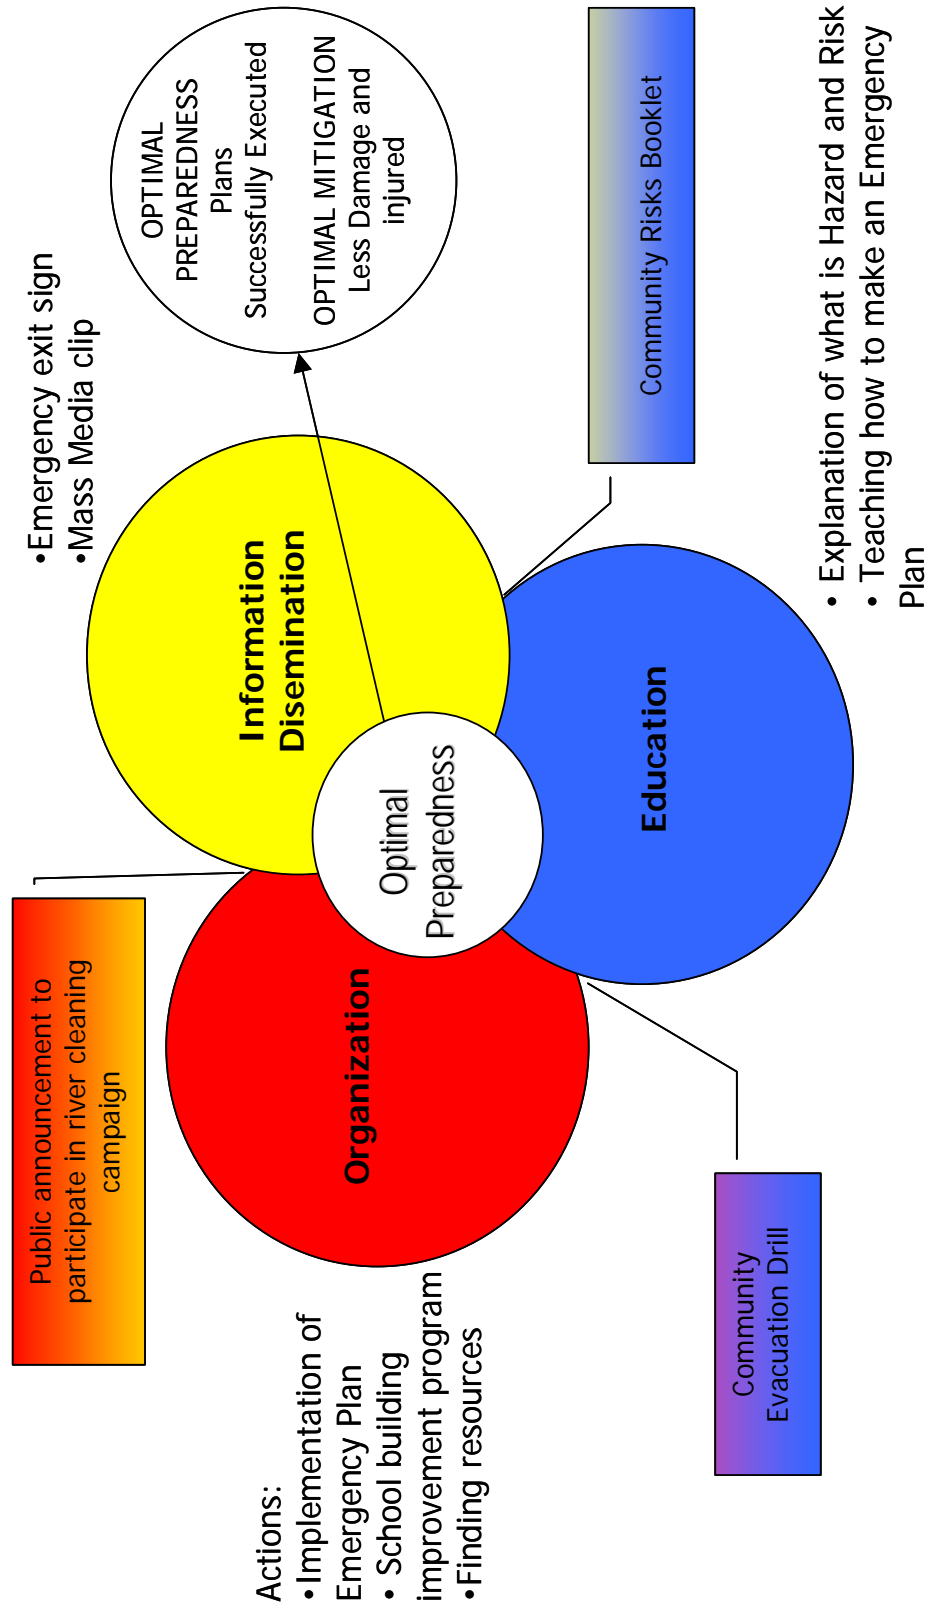 Public announcement to
participate in river cleaning
campaign
•Emergency exit sign
•Mass Media clip
OPTIMAL
PREPAREDNESS
Plans
Successfully Executed
OPTIMAL MITIGATION
Less Damage and
injured
Information
Disemination
Organization
Optimal
Preparedness
Education
Actions:
•Implementation of
Emergency Plan
• School building
improvement program
•Finding resources
Community
Evacuation Drill
Community Risks Booklet
• Explanation of what is Hazard and Risk
• Teaching how to make an Emergency
Plan